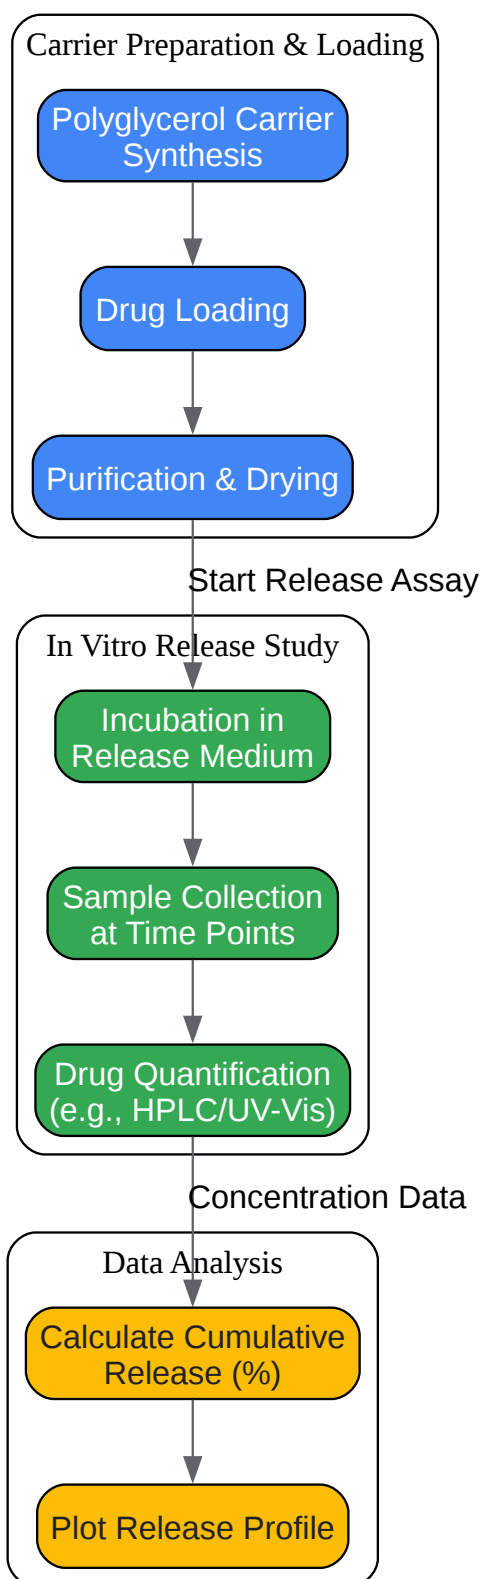 Carrier Preparation & Loading
Polyglycerol Carrier
Synthesis
Drug Loading
Purification & Drying
Start Release Assay
In Vitro Release Study
Incubation in
Release Medium
Sample Collection
at Time Points
Drug Quantification
(e.g., HPLC/UV-Vis)
Concentration Data
Data Analysis
Calculate Cumulative
Release (%)
Plot Release Profile